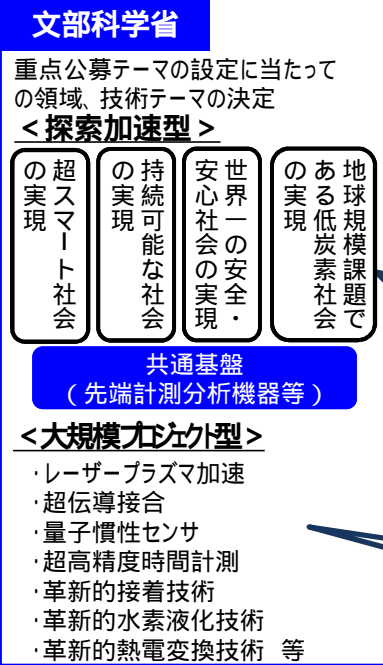 文部科学省
重点公募テーマの設定に当たって
の領域、技術テーマの決定
＜探索加速型＞
超スマート社会
の実現
持続可能な社会
の実現
世界一の安全・
安心社会の実現
地球規模課題で
ある低炭素社会
の実現
共通基盤
（先端計測分析機器等）
＜大規模プロジェクト型＞
・レーザープラズマ加速
・超伝導接合
・量子慣性センサ
・超高精度時間計測
・革新的接着技術
・革新的水素液化技術
・革新的熱電変換技術 等